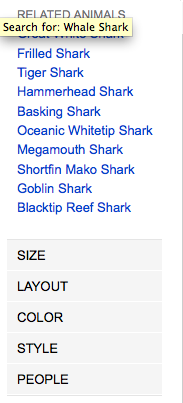 RELATED ANIMALS
Search for: Whale Shark
Great White Shark
Frilled Shark
Tiger Shark
Hammerhead Shark
Basking Shark
Oceanic Whitetip Shark
Megamouth Shark
Shortfin Mako Shark
Goblin Shark
Blacktip Reef Shark
SIZE
LAYOUT
COLOR
STYLE
PEOPLE